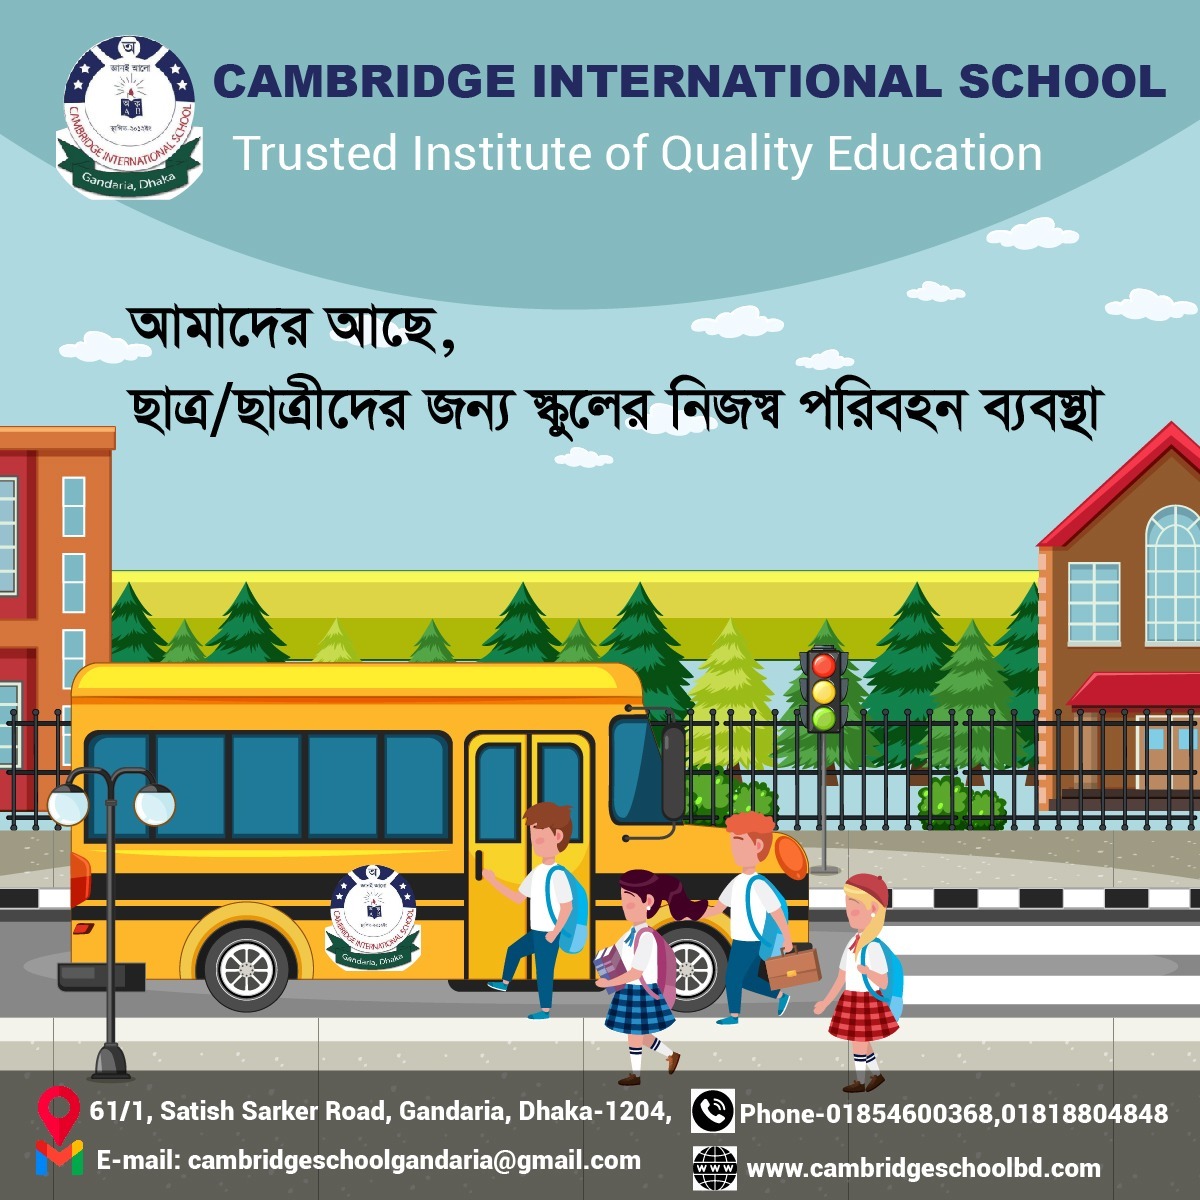 অ
জ্ঞানই আলো
স্থাপিত-২০১২ইং
CAMBRIDGE INTERNATIONAL SCHOOL
Gandaria, Dhaka
CAMBRIDGE INTERNATIONAL SCHOOL
Trusted Institute of Quality Education
আমাদের আছে,
ছাত্র/ছাত্রীদের জন্য স্কুলের নিজস্ব পরিবহন ব্যবস্থা
অ
জ্ঞানই আলো
CAMBRIDGE INTERNATIONAL SCHOOL
Gandaria, Dhaka
61/1, Satish Sarker Road, Gandaria, Dhaka-1204,
Phone-01854600368,01818804848
E-mail: cambridgeschoolgandaria@gmail.com
www.cambridgeschoolbd.com